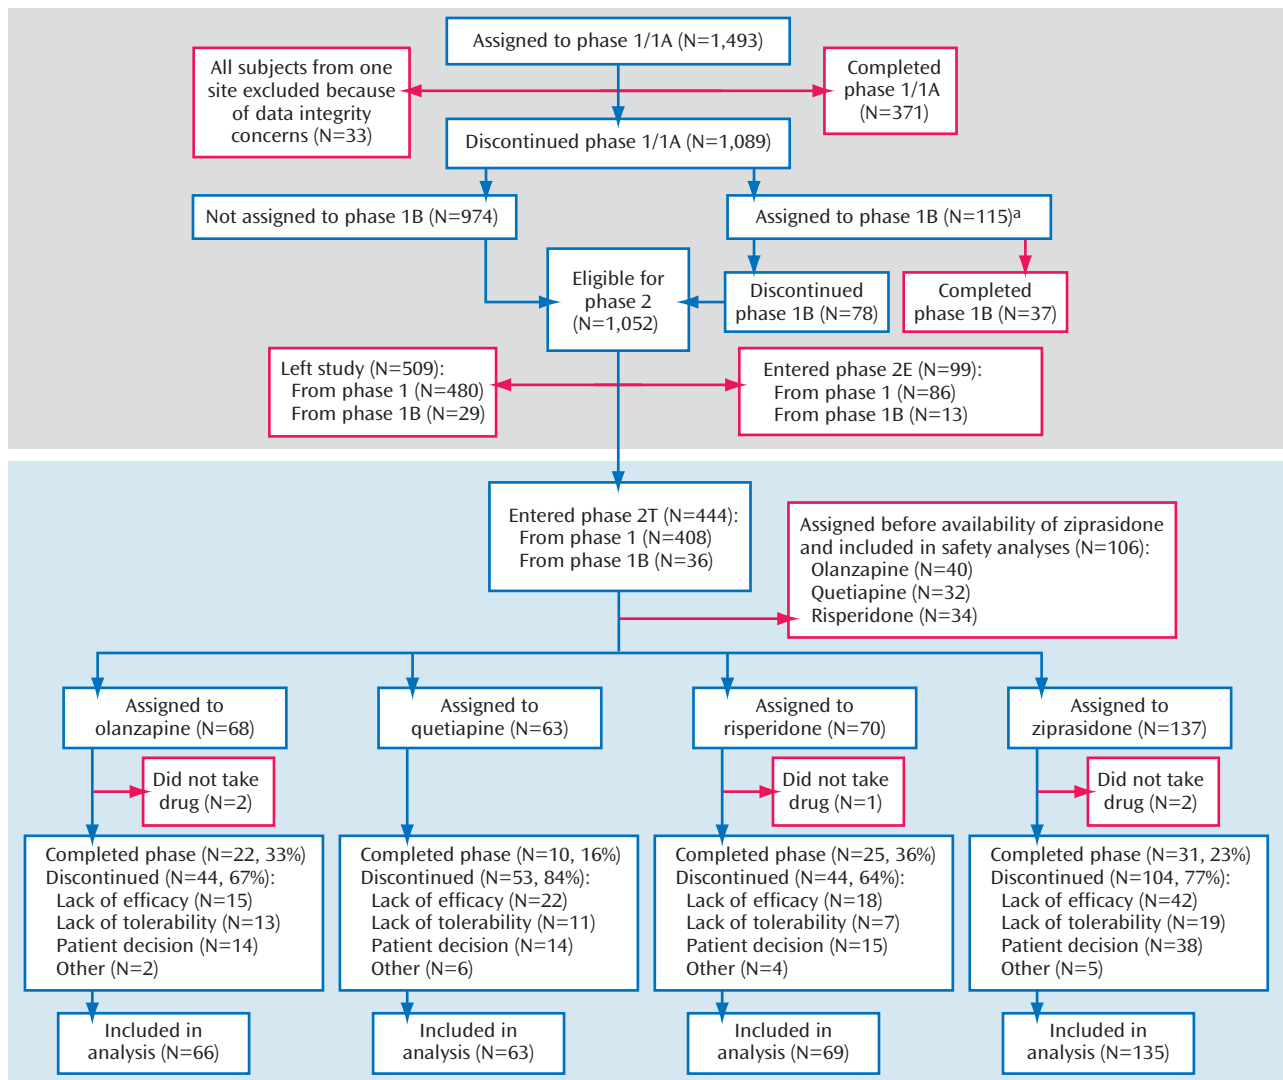 Assigned to phase 1/1A (N=1,493)
All subjects from one
site excluded because
of data integrity
concerns (N=33)
Completed
phase 1/1A
(N=371)
Discontinued phase 1/1A (N=1,089)
Not assigned to phase 1B (N=974)
Assigned to phase 1B (N=115)ᵃ
Eligible for
phase 2
(N=1,052)
Discontinued
phase 1B (N=78)
Completed
phase 1B (N=37)
Left study (N=509):
From phase 1 (N=480)
From phase 1B (N=29)
Entered phase 2E (N=99):
From phase 1 (N=86)
From phase 1B (N=13)
Entered phase 2T (N=444):
From phase 1 (N=408)
From phase 1B (N=36)
Assigned before availability of ziprasidone
and included in safety analyses (N=106):
Olanzapine (N=40)
Quetiapine (N=32)
Risperidone (N=34)
Assigned to
olanzapine (N=68)
Assigned to
quetiapine (N=63)
Assigned to
risperidone (N=70)
Assigned to
ziprasidone (N=137)
Did not take
drug (N=2)
Did not take
drug (N=1)
Did not take
drug (N=2)
Completed phase (N=22, 33%)
Discontinued (N=44, 67%):
Lack of efficacy (N=15)
Lack of tolerability (N=13)
Patient decision (N=14)
Other (N=2)
Completed phase (N=10, 16%)
Discontinued (N=53, 84%):
Lack of efficacy (N=22)
Lack of tolerability (N=11)
Patient decision (N=14)
Other (N=6)
Completed phase (N=25, 36%)
Discontinued (N=44, 64%):
Lack of efficacy (N=18)
Lack of tolerability (N=7)
Patient decision (N=15)
Other (N=4)
Completed phase (N=31, 23%)
Discontinued (N=104, 77%):
Lack of efficacy (N=42)
Lack of tolerability (N=19)
Patient decision (N=38)
Other (N=5)
Included in
analysis (N=66)
Included in
analysis (N=63)
Included in
analysis (N=69)
Included in
analysis (N=135)